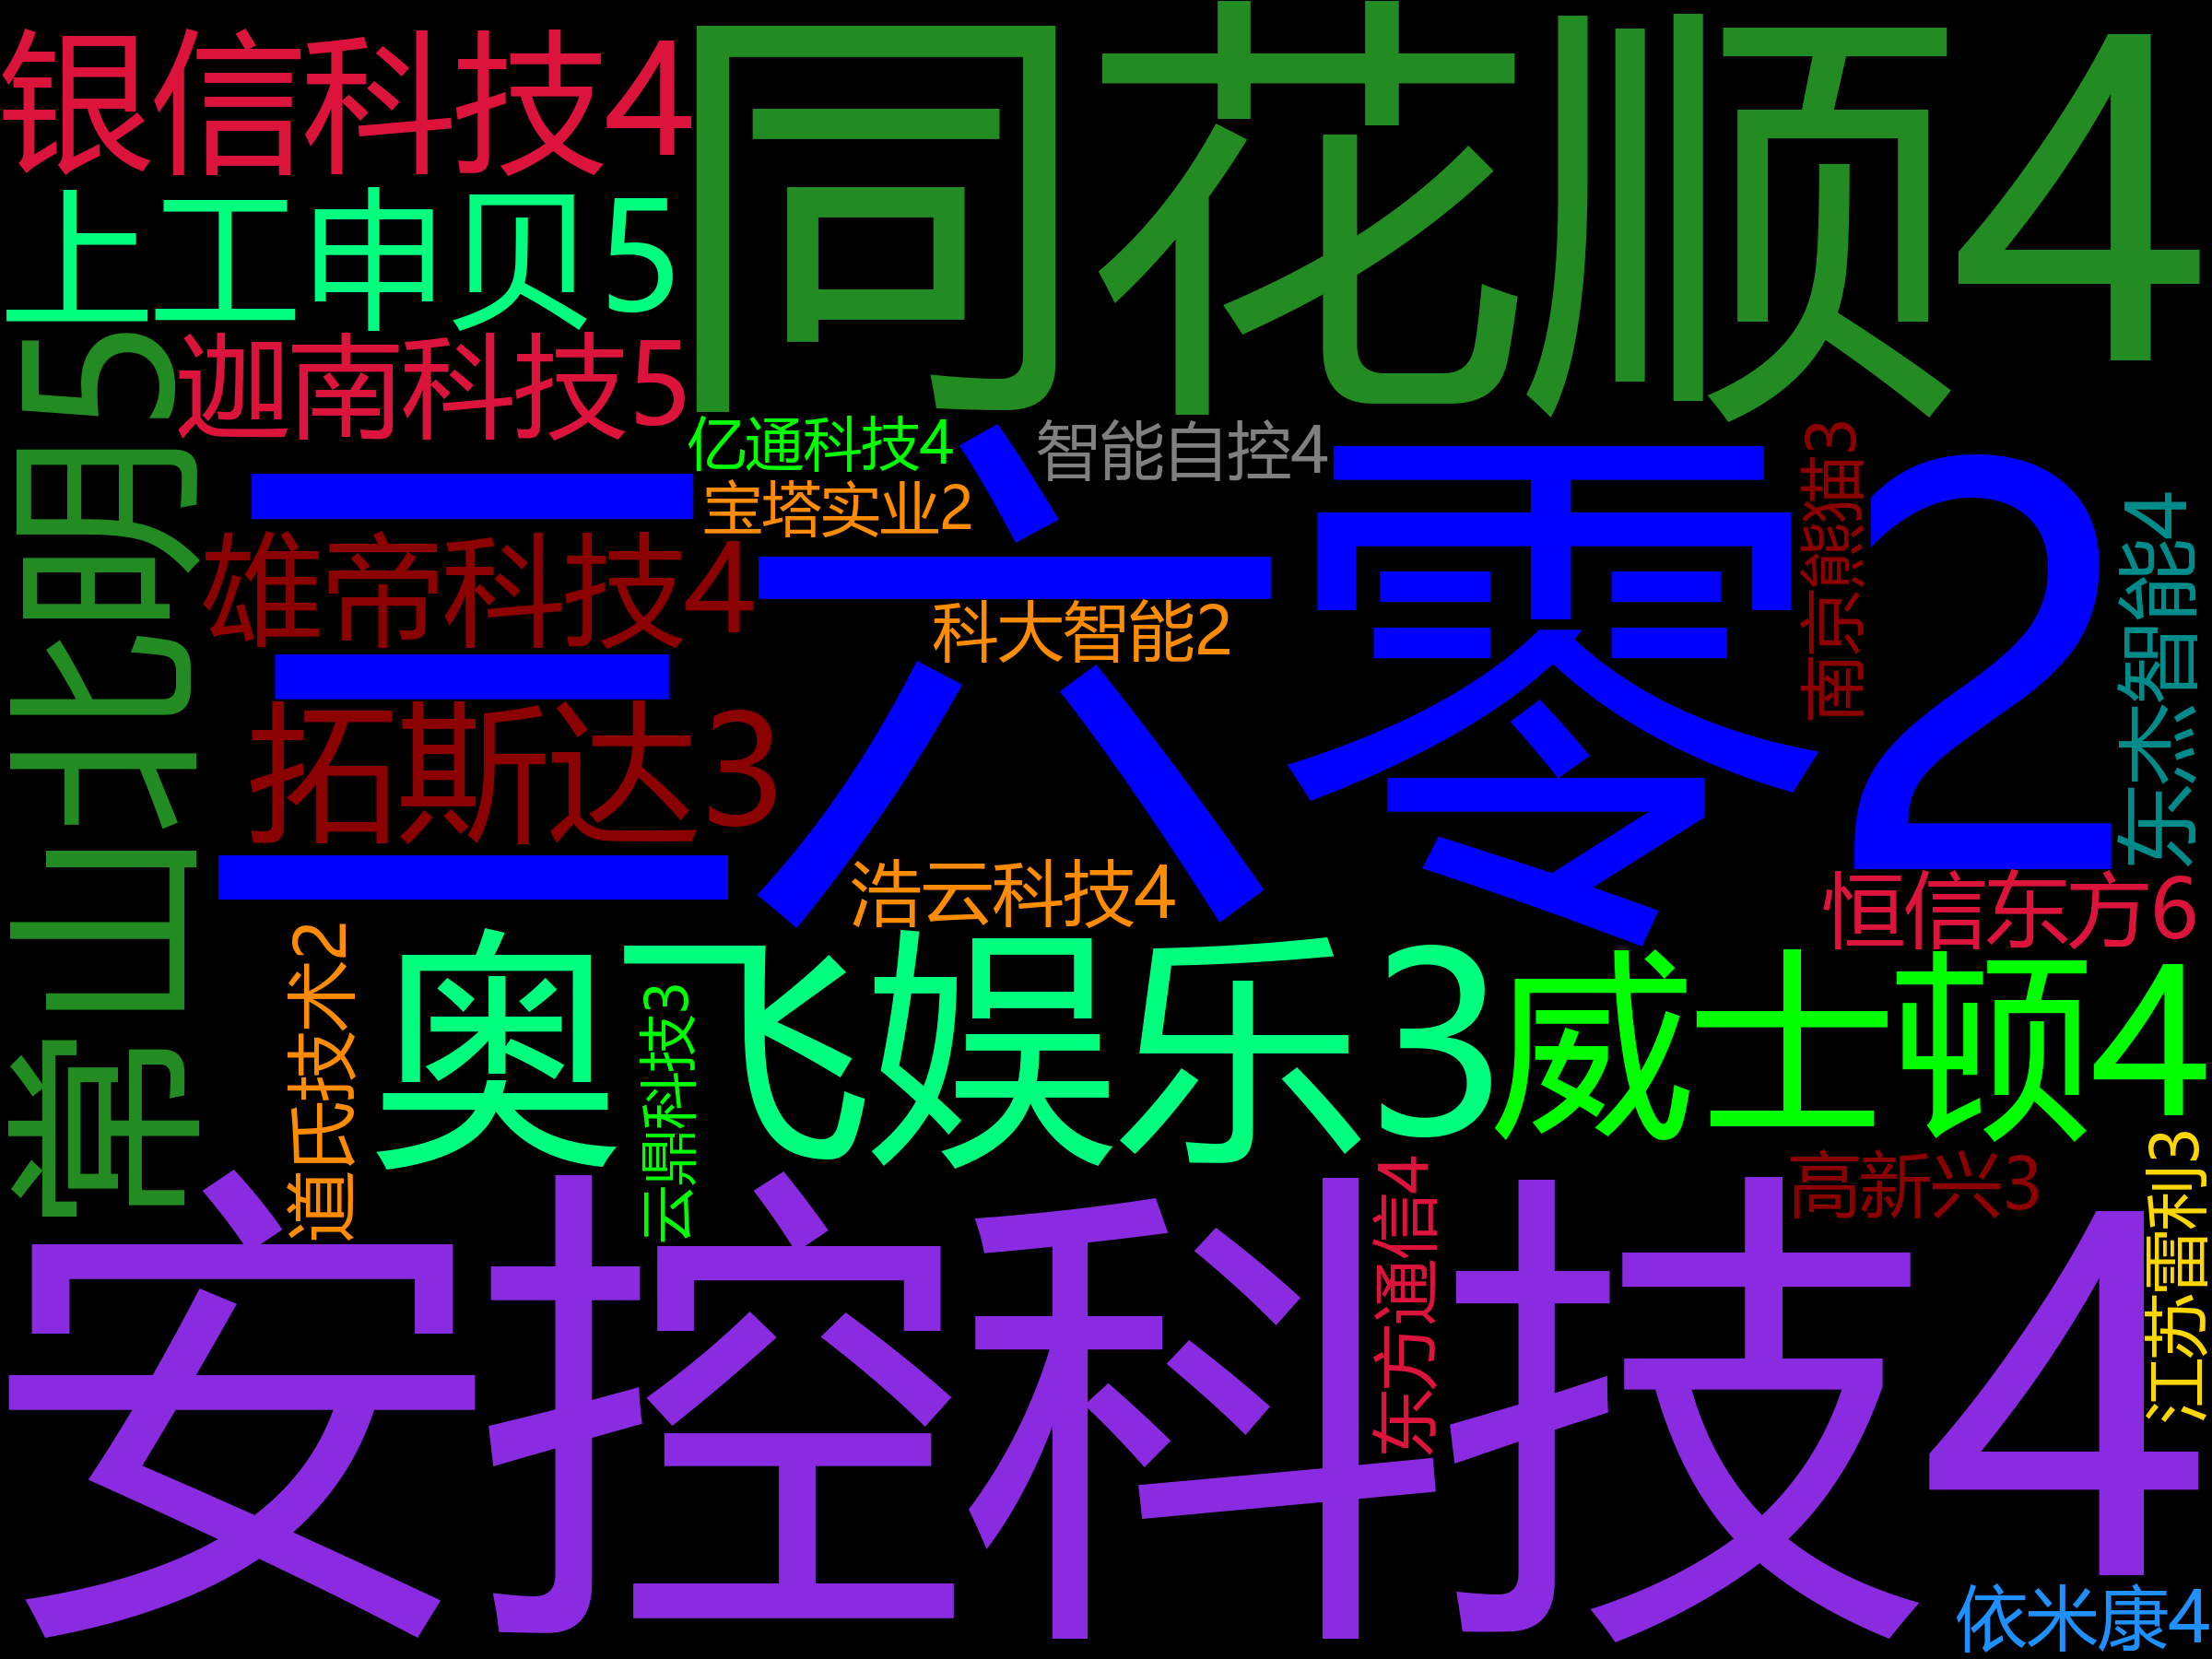 银信科技4
同花顺4
上工申贝5
迦南科技5
亿通科技4
智能自控4
宝塔实业2
三六零2
雄帝科技4
科大智能2
南京熊猫3
东杰智能4
常山北明5
拓斯达3
浩云科技4
恒信东方6
道氏技术2
奥飞娱乐3
云鼎科技3
威士顿4
高新兴3
江苏雷利3
东方通信4
安控科技4
依米康4